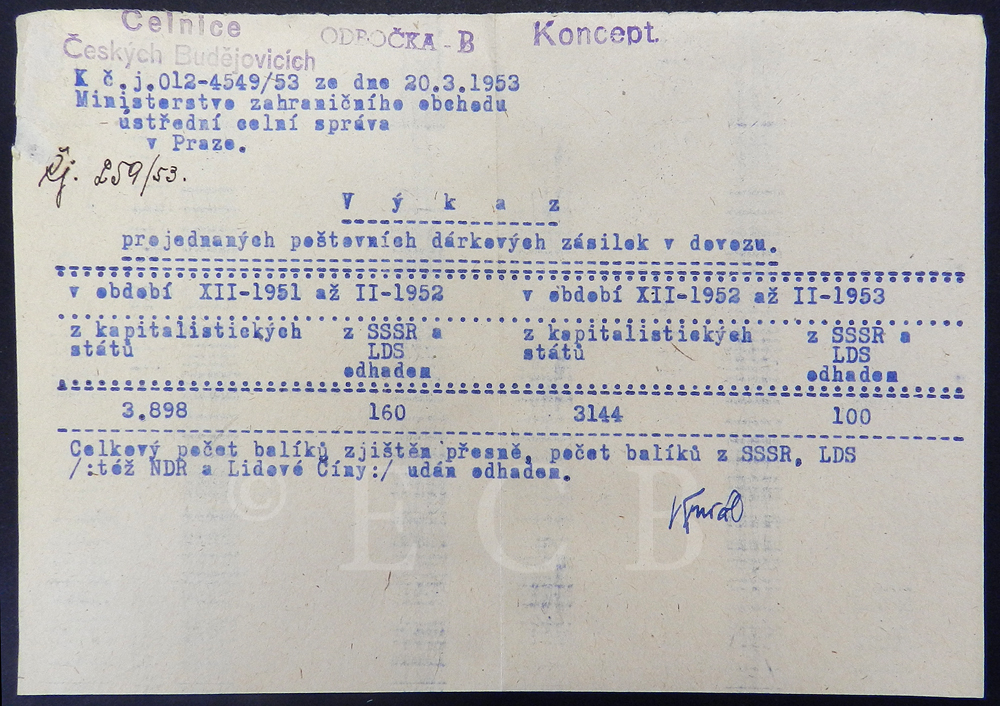 Celnice
Českých Budějovicích
ODBOČKA - B
Koncept.
K č.j.012-4549/53 ze dne 20.3.1953
Ministerstvo zahraničního obchodu
- ústřední celní správa
v Praze.
Čj. 259/53.
V ý k a z
projednaných poštovních dárkových zásilek v dovozu.
v období XII-1951 až II-1952 v období XII-1952 až II-1953
z kapitalistických z SSSR a z kapitalistických z SSSR a
států LDS států LDS
odhadem odhadem
3.898 160 3144 100
Celkový počet balíků zjištěn přesně, počet balíků z SSSR, LDS
/:též NDR a Lidové Číny:/ udán odhadem.
© ECB